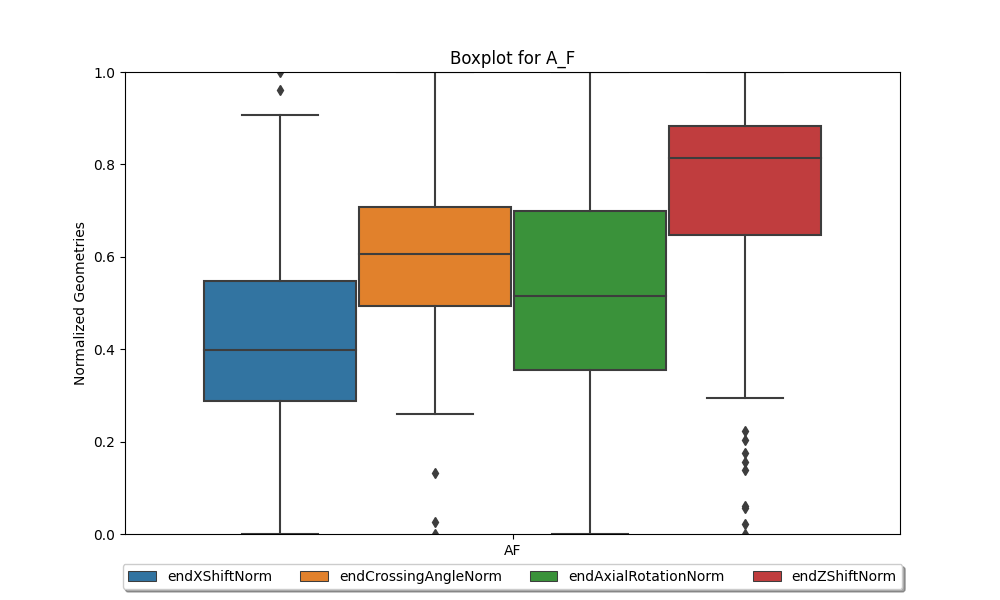 Boxplot for A_F
1.0
0.8
0.6
0.4
0.2
0.0
Normalized Geometries
AF
endXShiftNorm endCrossingAngleNorm endAxialRotationNorm endZShiftNorm